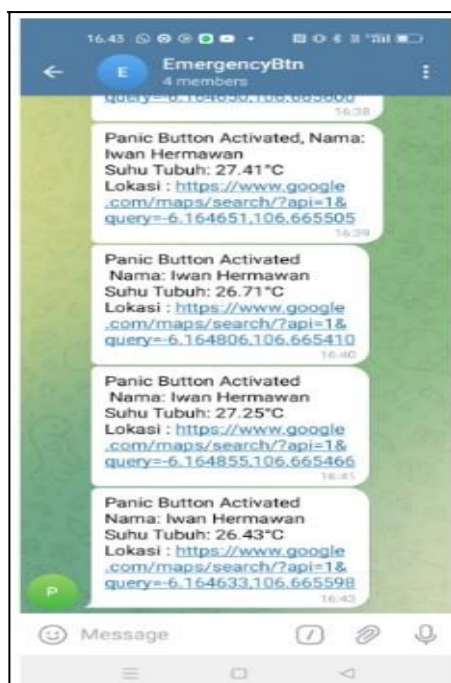 16.43
EmergencyBtn
E
4 members
query=-6.164650,106.665600
16:38
Panic Button Activated, Nama:
Iwan Hermawan
Suhu Tubuh: 27.41°C
Lokasi : https://www.google
.com/maps/search/?api=1&
query=-6.164651,106.665505
16:39
Panic Button Activated
Nama: Iwan Hermawan
Suhu Tubuh: 26.71°C
Lokasi : https://www.google
.com/maps/search/?api=1&
query=-6.164806,106.665410
16:40
Panic Button Activated
Nama: Iwan Hermawan
Suhu Tubuh: 27.25°C
Lokasi : https://www.google
.com/maps/search/?api=1&
query=-6.164855,106.665466
16:41
Panic Button Activated
Nama: Iwan Hermawan
Suhu Tubuh: 26.43°C
Lokasi : https://www.google
.com/maps/search/?api=1&
query=-6.164633,106.665598
P
16:43
Message